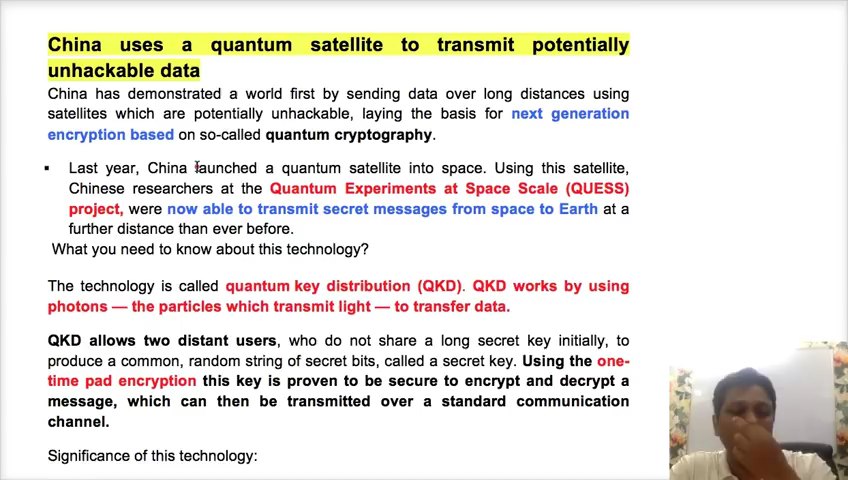 China uses a quantum satellite to transmit potentially
unhackable data
China has demonstrated a world first by sending data over long distances using
satellites which are potentially unhackable, laying the basis for next generation
encryption based on so-called quantum cryptography.
▪ Last year, China launched a quantum satellite into space. Using this satellite,
Chinese researchers at the Quantum Experiments at Space Scale (QUESS)
project, were now able to transmit secret messages from space to Earth at a
further distance than ever before.
What you need to know about this technology?
The technology is called quantum key distribution (QKD). QKD works by using
photons — the particles which transmit light — to transfer data.
QKD allows two distant users, who do not share a long secret key initially, to
produce a common, random string of secret bits, called a secret key. Using the one-
time pad encryption this key is proven to be secure to encrypt and decrypt a
message, which can then be transmitted over a standard communication
channel.
Significance of this technology: